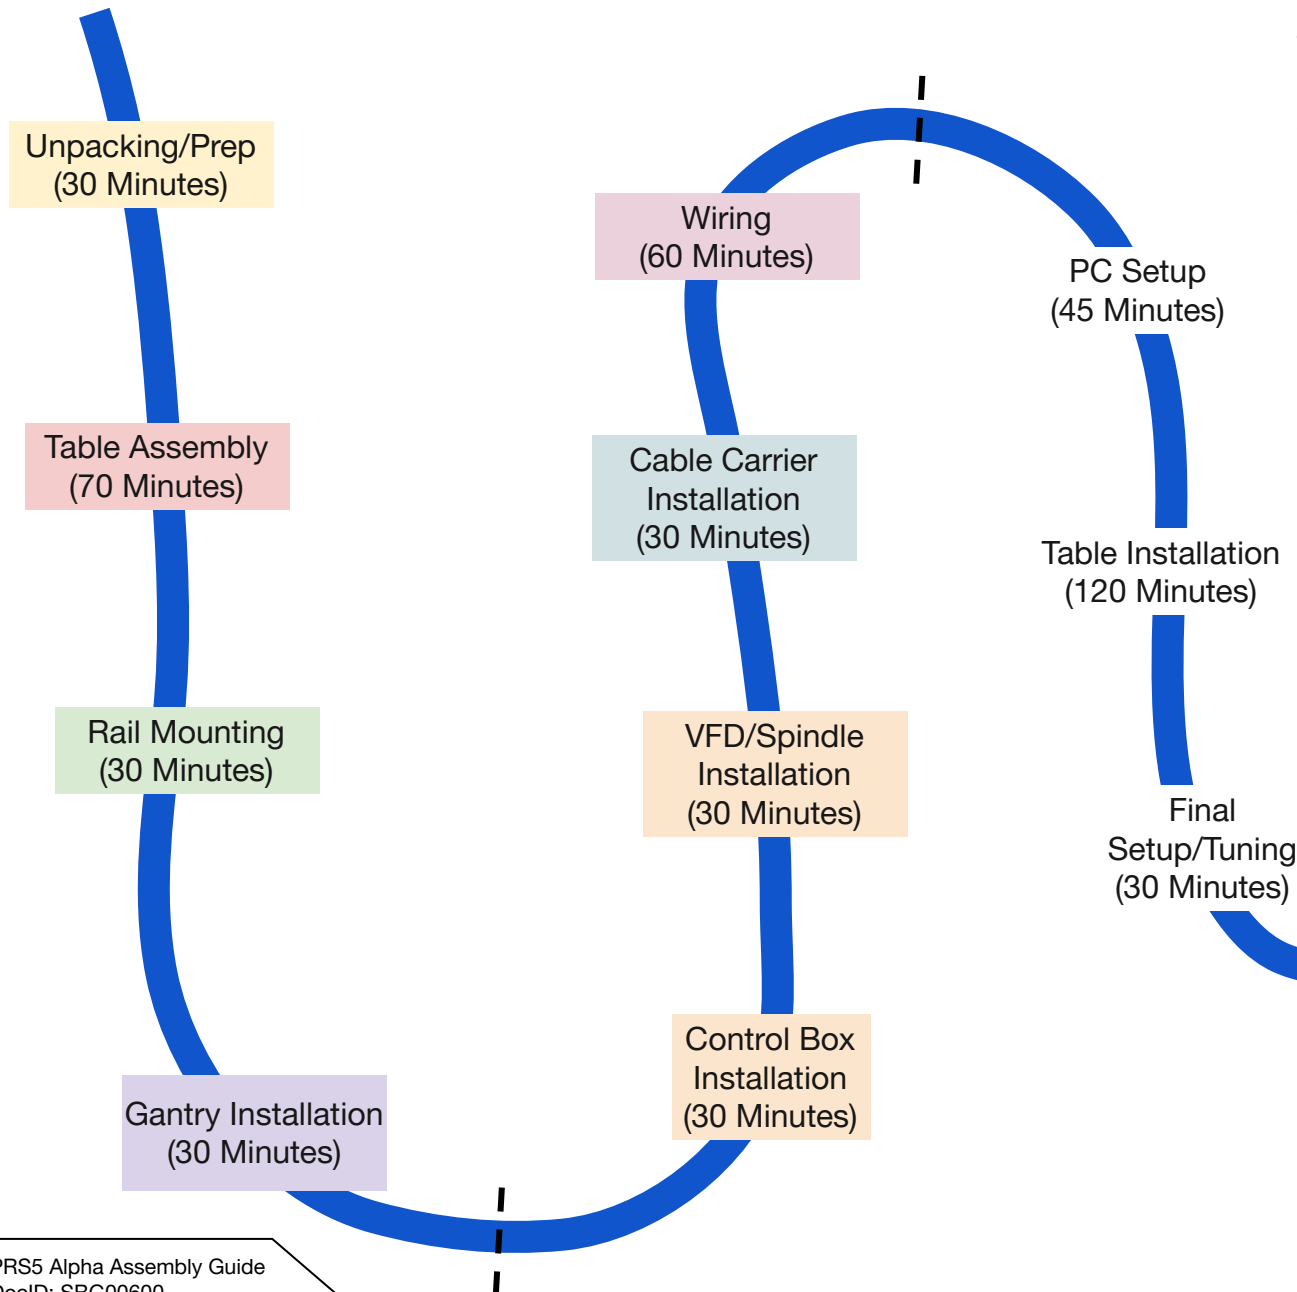 Unpacking/Prep
(30 Minutes)
Table Assembly
(70 Minutes)
Rail Mounting
(30 Minutes)
Gantry Installation
(30 Minutes)
Control Box
Installation
(30 Minutes)
VFD/Spindle
Installation
(30 Minutes)
Cable Carrier
Installation
(30 Minutes)
Wiring
(60 Minutes)
PC Setup
(45 Minutes)
Table Installation
(120 Minutes)
Final
Setup/Tuning
(30 Minutes)
PRS5 Alpha Assembly Guide